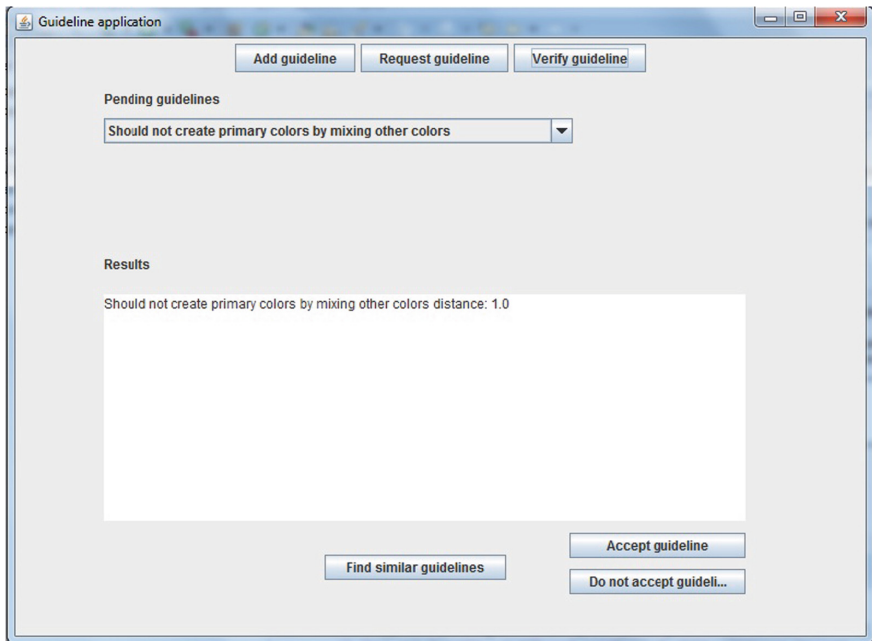 Guideline application
Add guideline Request guideline Verify guideline
Pending guidelines
Should not create primary colors by mixing other colors
Results
Should not create primary colors by mixing other colors distance: 1.0
Accept guideline
Find similar guidelines
Do not accept guideli...